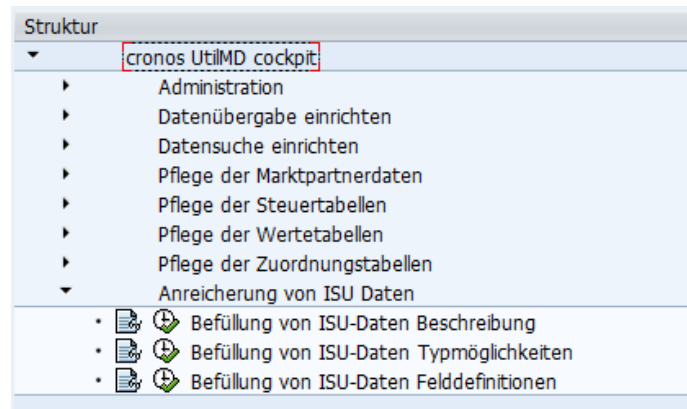 Struktur
cronos UtilMD cockpit
Administration
Datenübergabe einrichten
Datensuche einrichten
Pflege der Marktpartnerdaten
Pflege der Steuertabellen
Pflege der Wertetabellen
Pflege der Zuordnungstabellen
Anreicherung von ISU Daten
Befüllung von ISU-Daten Beschreibung
Befüllung von ISU-Daten Typmöglichkeiten
Befüllung von ISU-Daten Felddefinitionen